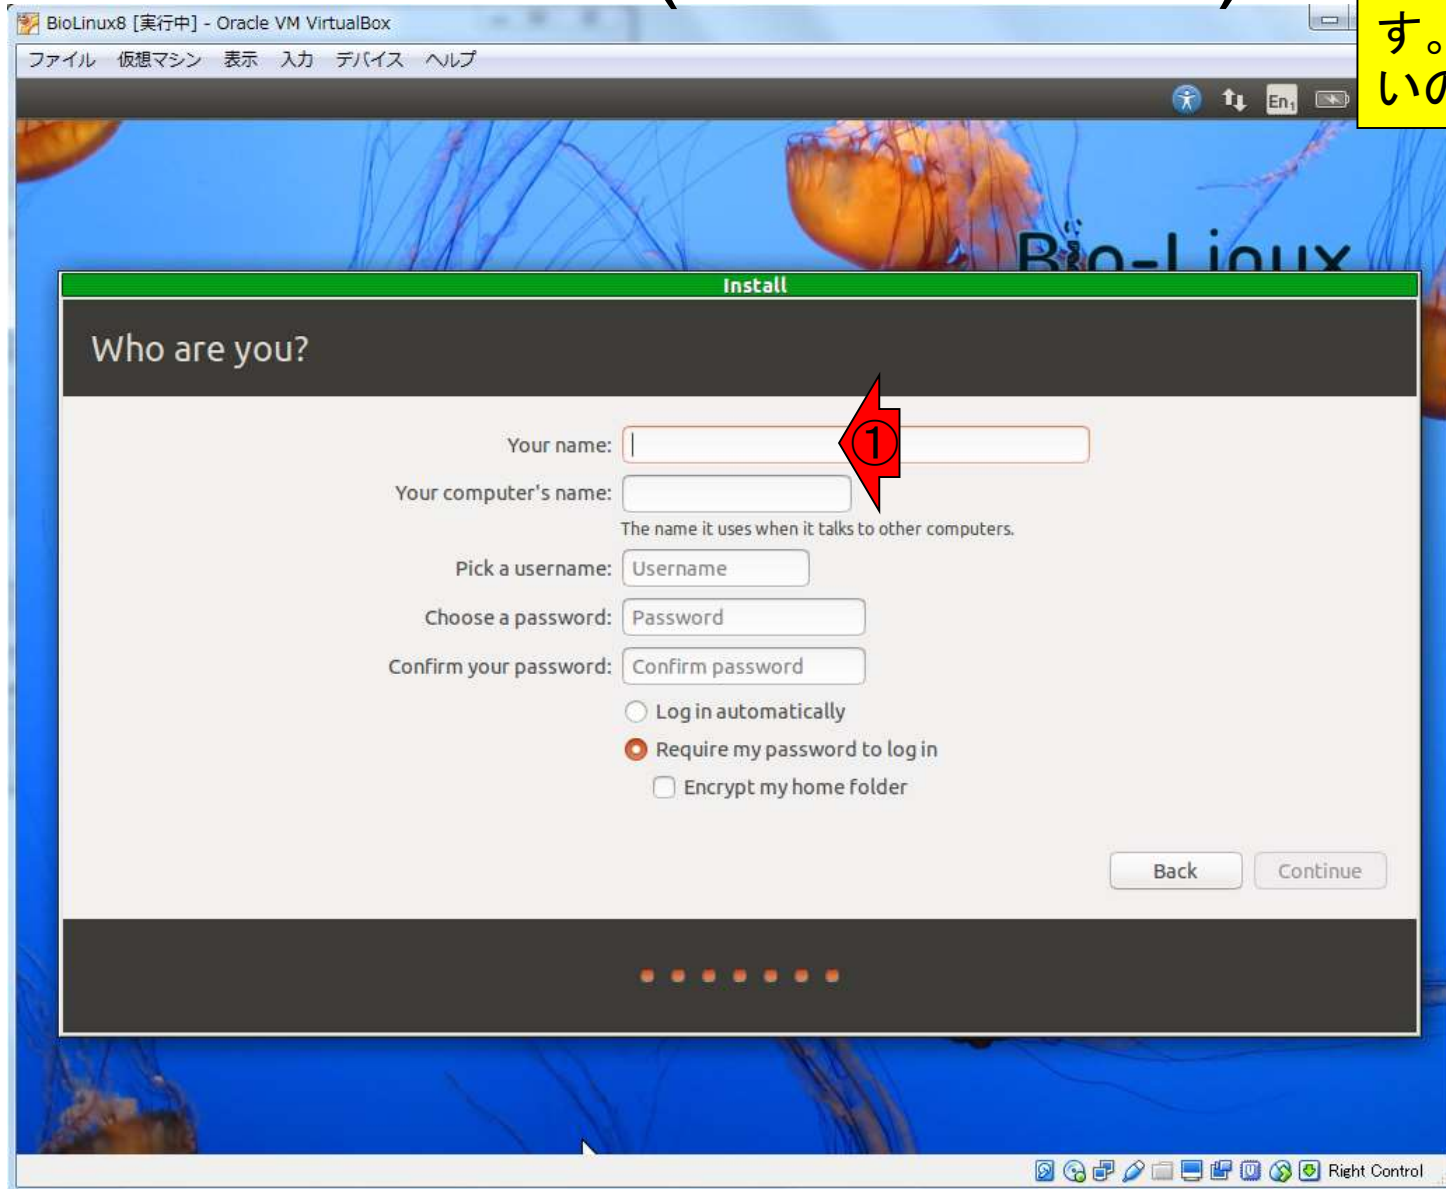 BioLinux8 [実行中] - Oracle VM VirtualBox
す。
ファイル 仮想マシン 表示 入力 デバイス ヘルプ
En1
いの
Bio-Linux
Install
Who are you?
Your name:
①
Your computer's name:
The name it uses when it talks to other computers.
Pick a username: Username
Choose a password: Password
Confirm your password: Confirm password
Log in automatically
Require my password to log in
Encrypt my home folder
Back Continue
Right Control